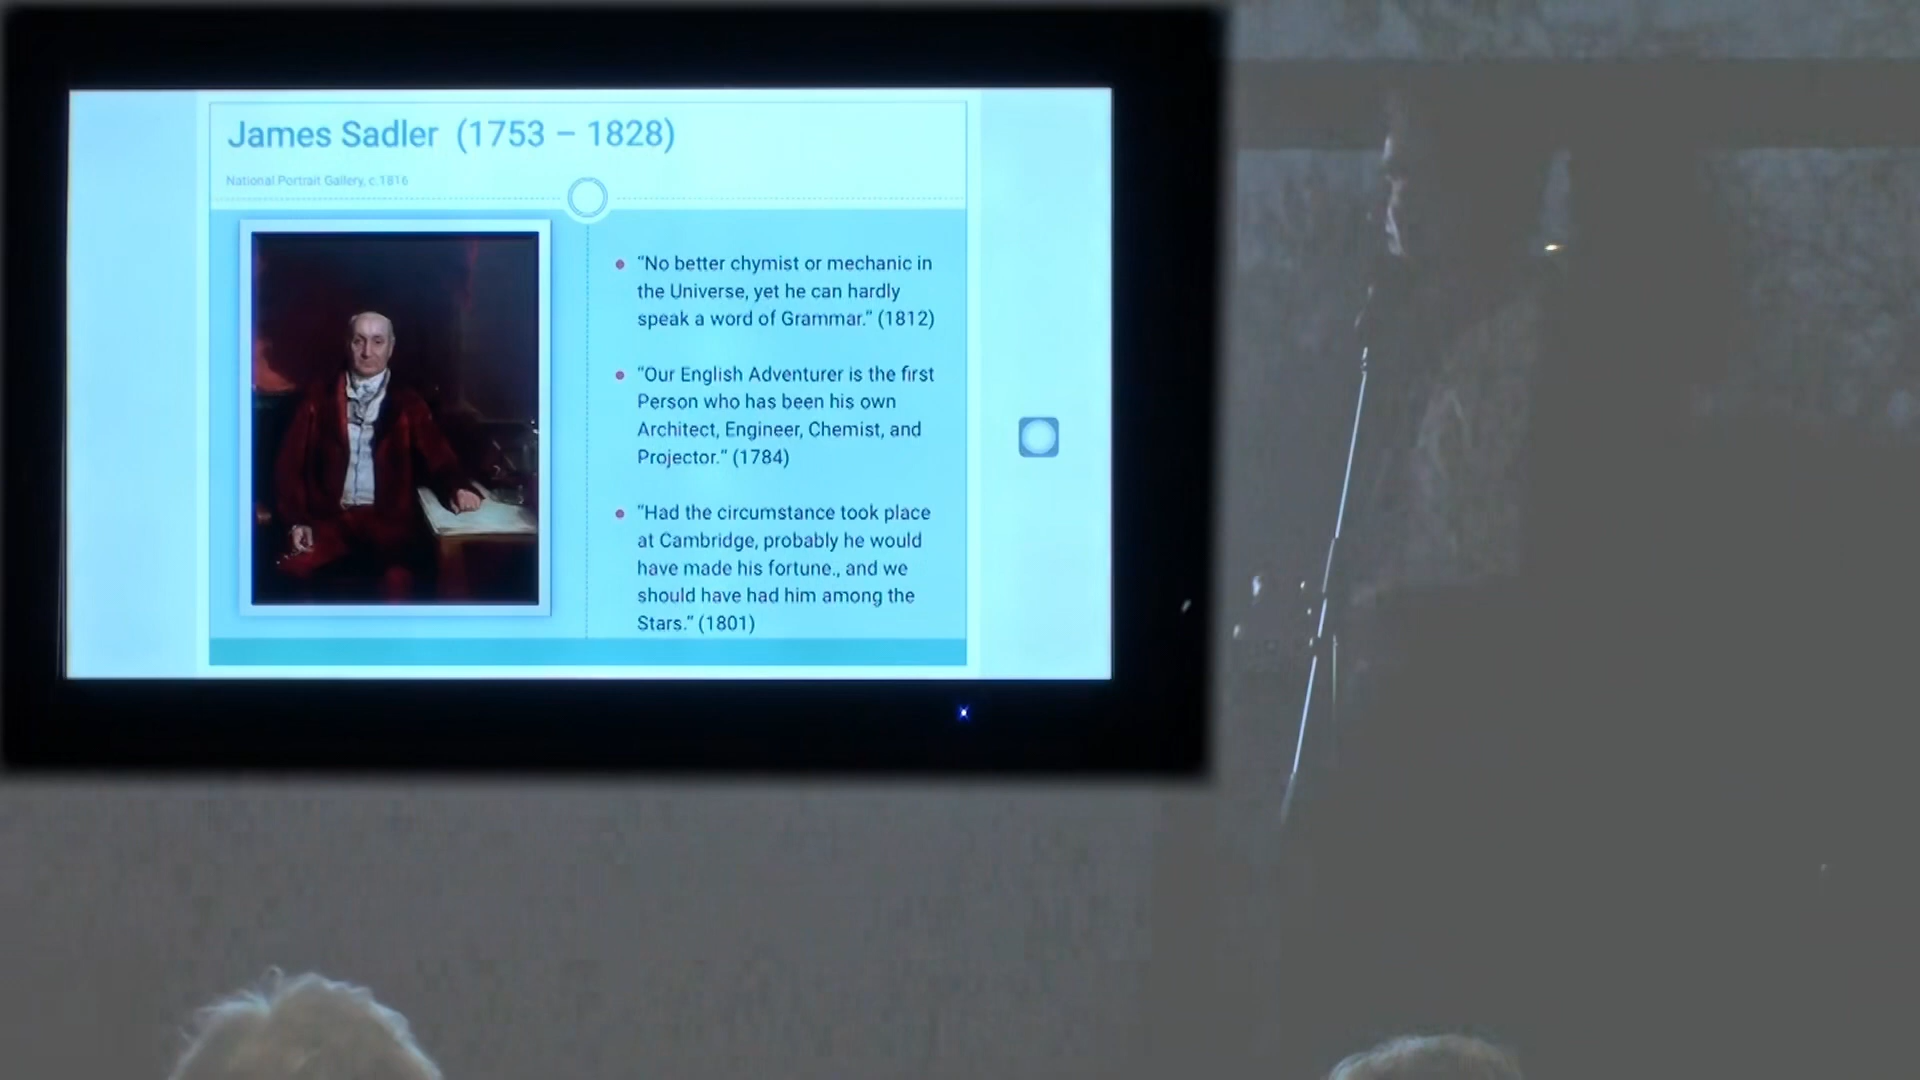 James Sadler (1753 – 1828)
National Portrait Gallery, c.1816
“No better chymist or mechanic in
the Universe, yet he can hardly
speak a word of Grammar.” (1812)
“Our English Adventurer is the first
Person who has been his own
Architect, Engineer, Chemist, and
Projector.” (1784)
“Had the circumstance took place
at Cambridge, probably he would
have made his fortune., and we
should have had him among the
Stars.” (1801)